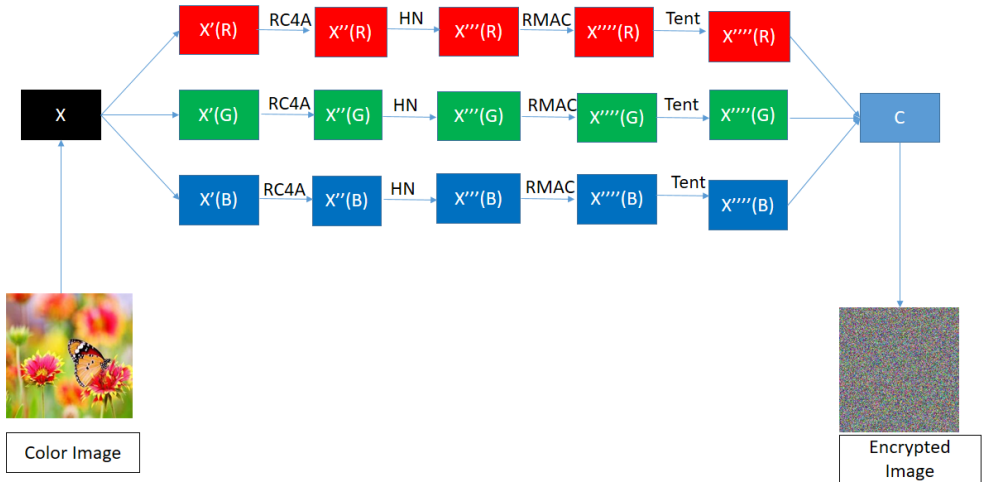 X'(R) RC4A X''(R) HN X'''(R) RMAC X''''(R) Tent X''''(R)
X X'(G) RC4A X''(G) HN X'''(G) RMAC X''''(G) Tent X''''(G) C
X'(B) RC4A X''(B) HN X'''(B) RMAC X''''(B) Tent X''''(B)
Color Image
Encrypted
Image